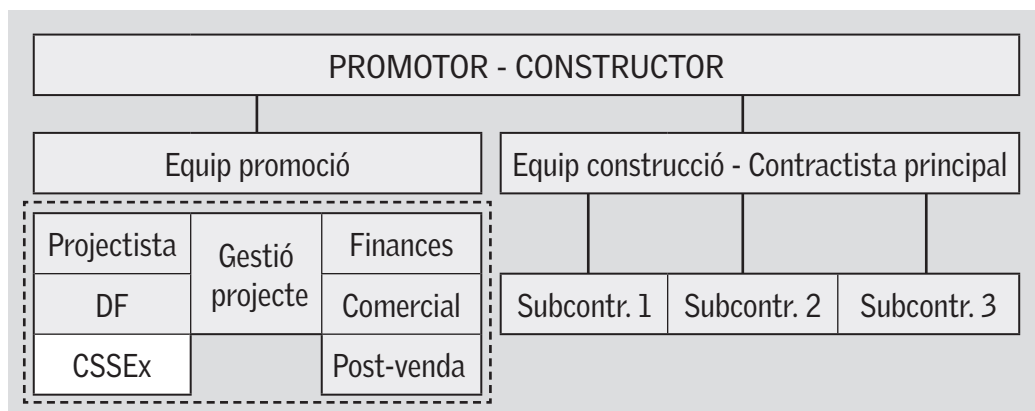 PROMOTOR - CONSTRUCTOR
Equip promoció
Equip construcció - Contractista principal
Projectista
Gestió
projecte
Finances
DF
Comercial
CSSEx
Post-venda
Subcontr. 1
Subcontr. 2
Subcontr. 3